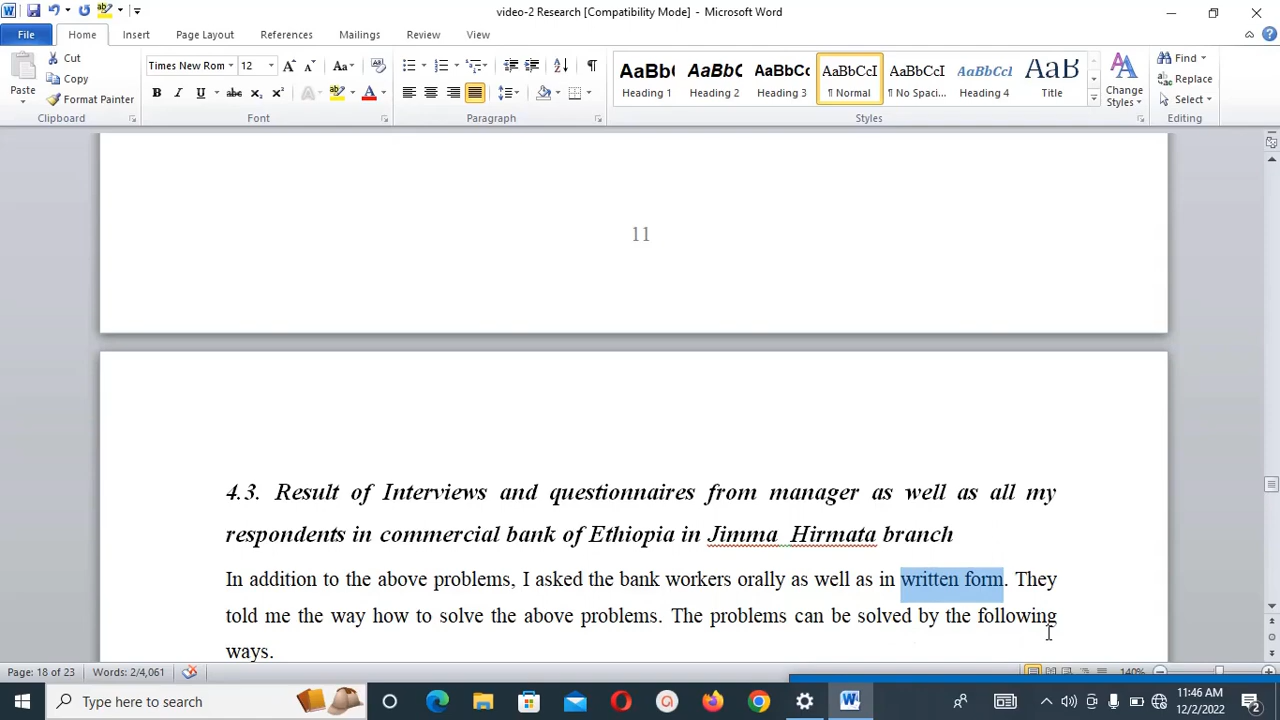 video-2 Research [Compatibility Mode] - Microsoft Word
File Home Insert Page Layout References Mailings Review View
Paste
Cut
Copy
Format Painter
Clipboard
Times New Rom 12
Font
Paragraph
AaBbC Heading 1
AaBbCc Heading 2
AaBbCc Heading 3
AaBbCcI ¶ Normal
AaBbCcI ¶ No Spaci...
AaBbCcI Heading 4
AaB Title
Change Styles
Styles
Find
Replace
Select
Editing
11
4.3. Result of Interviews and questionnaires from manager as well as all my
respondents in commercial bank of Ethiopia in Jimma Hirmata branch
In addition to the above problems, I asked the bank workers orally as well as in written form. They
told me the way how to solve the above problems. The problems can be solved by the following
ways.
Page: 18 of 23 Words: 2/4,061 140%
Type here to search
11:46 AM
12/2/2022
2